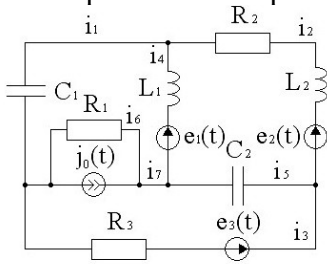 i1 R2 i2
i4
C1 L1 L2
R1 i6
e1(t) e2(t)
j0(t) C2
i7 i5
e3(t)
R3 i3